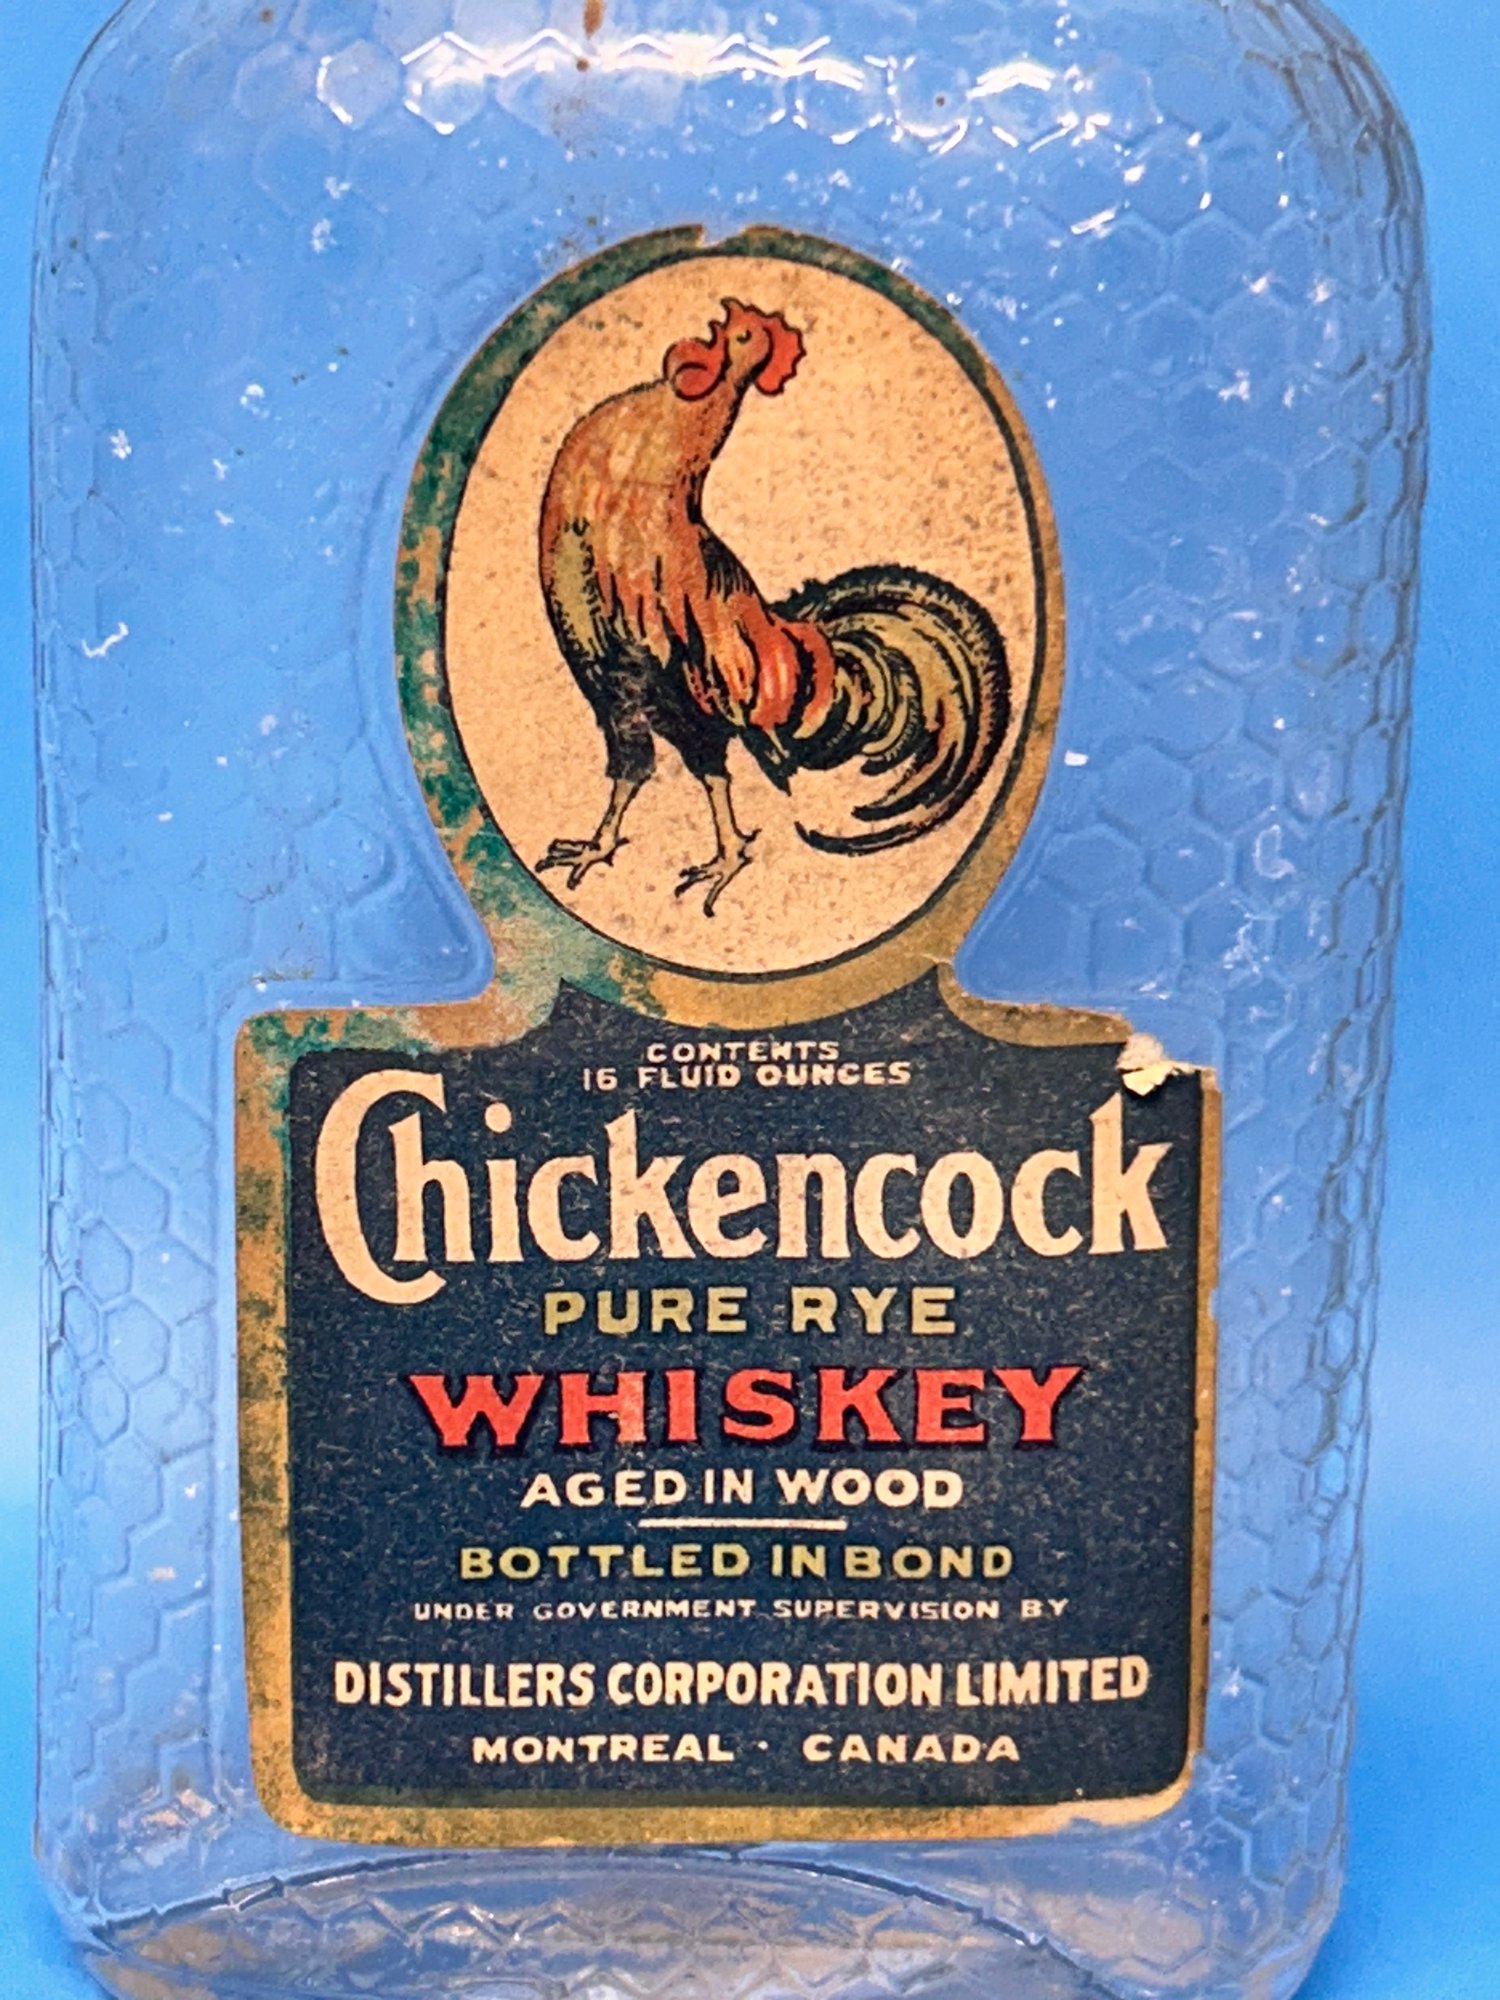 CONTENTS
16 FLUID OUNCES
Chickencock
PURE RYE
WHISKEY
AGED IN WOOD
BOTTLED IN BOND
UNDER GOVERNMENT SUPERVISION BY
DISTILLERS CORPORATION LIMITED
MONTREAL · CANADA